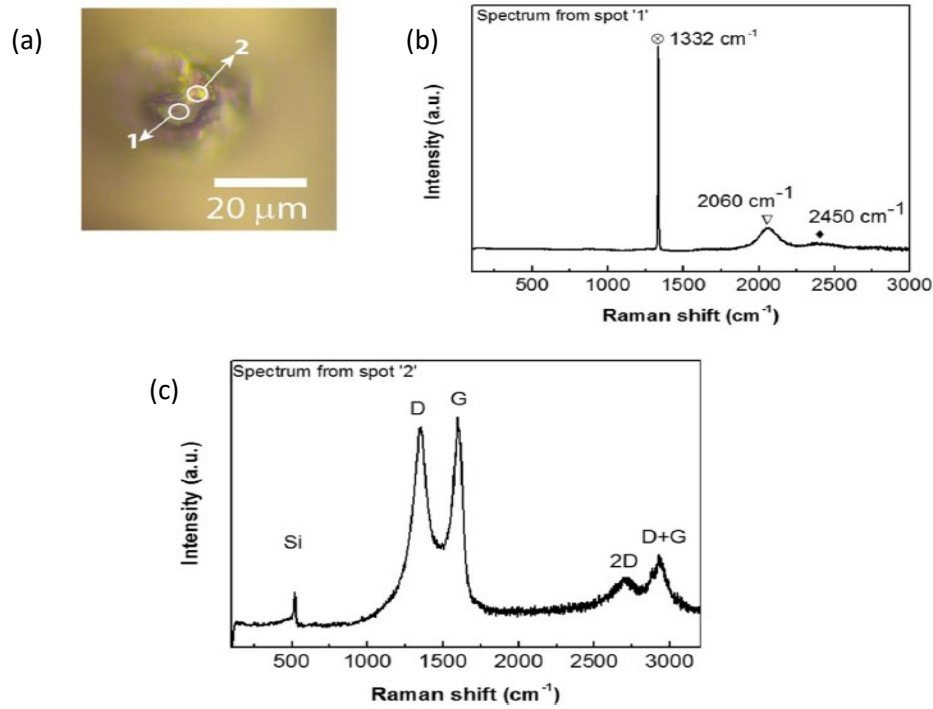 (a)
2
1
20 μm
(b)
Spectrum from spot '1'
⊗ 1332 cm⁻¹
2060 cm⁻¹
▽
2450 cm⁻¹
◆
Intensity (a.u.)
500 1000 1500 2000 2500 3000
Raman shift (cm⁻¹)
(c)
Spectrum from spot '2'
D
G
Si
2D
D+G
Intensity (a.u.)
500 1000 1500 2000 2500 3000
Raman shift (cm⁻¹)